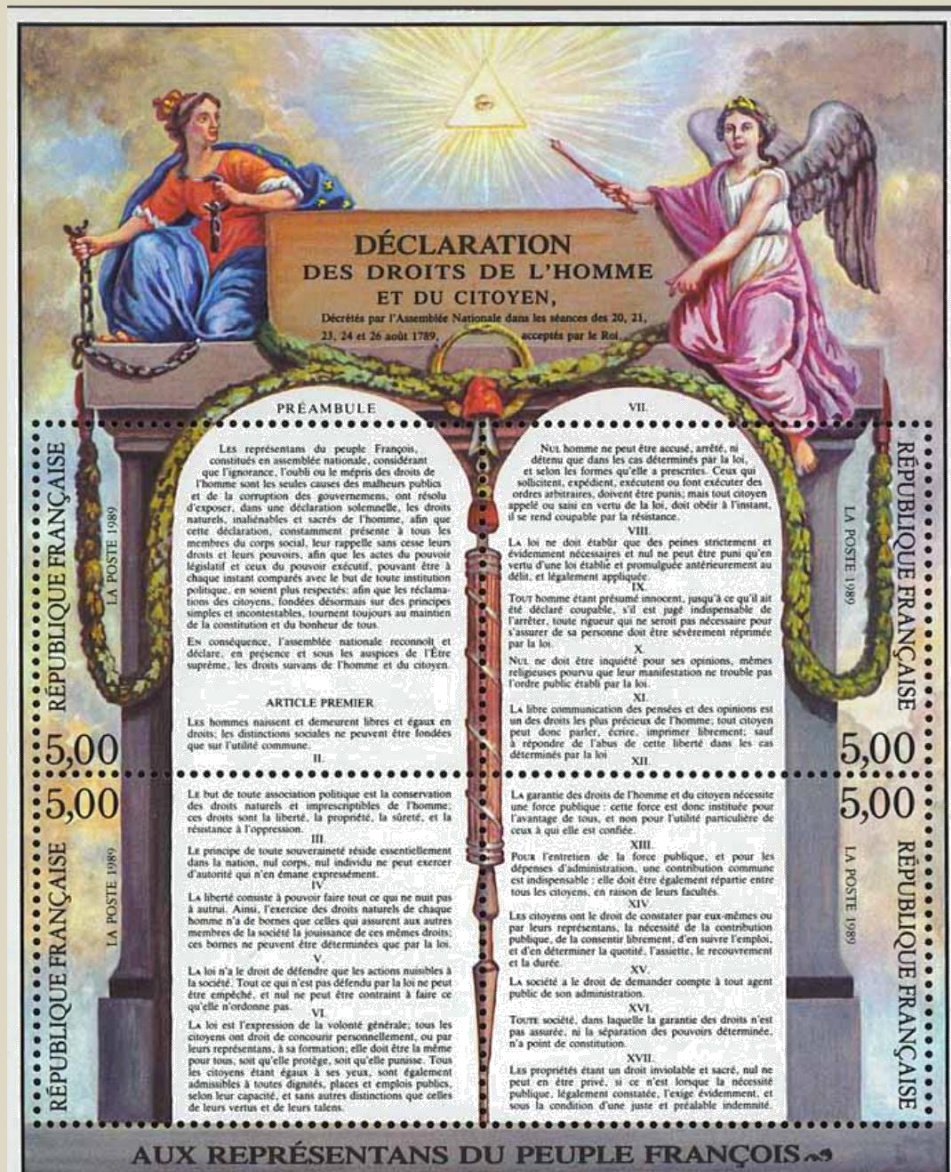 DÉCLARATION
DES DROITS DE L'HOMME
ET DU CITOYEN,
Décrétés par l'Assemblée Nationale dans les séances des 20, 21,
23, 24 et 26 août 1789, acceptés par le Roi
PRÉAMBULE
LES représentans du peuple François,
constitués en assemblée nationale, considérant
que l'ignorance, l'oubli ou le mépris des droits de
l'homme sont les seules causes des malheurs publics
et de la corruption des gouvernemens, ont résolu
d'exposer, dans une déclaration solemnelle, les droits
naturels, inaliénables et sacrés de l'homme, afin que
cette déclaration, constamment présente à tous les
membres du corps social, leur rappelle sans cesse leurs
droits et leurs pouvoirs, afin que les actes du pouvoir
législatif et ceux du pouvoir exécutif, pouvant être à
chaque instant comparés avec le but de toute institution
politique, en soient plus respectés; afin que les réclama-
tions des citoyens, fondées désormais sur des principes
simples et incontestables, tournent toujours au maintien
de la constitution et du bonheur de tous.
EN conséquence, l'assemblée nationale reconnoît et
déclare, en présence et sous les auspices de l'Être
suprême, les droits suivans de l'homme et du citoyen.
ARTICLE PREMIER
LES hommes naissent et demeurent libres et égaux en
droits; les distinctions sociales ne peuvent être fondées
que sur l'utilité commune.
II.
LE but de toute association politique est la conservation
des droits naturels et imprescriptibles de l'homme;
ces droits sont la liberté, la propriété, la sûreté, et la
résistance à l'oppression.
III.
LE principe de toute souveraineté réside essentiellement
dans la nation, nul corps, nul individu ne peut exercer
d'autorité qui n'en émane expressément.
IV
LA liberté consiste à pouvoir faire tout ce qui ne nuit pas
à autrui. Ainsi, l'exercice des droits naturels de chaque
homme n'a de bornes que celles qui assurent aux autres
membres de la société la jouissance de ces mêmes droits;
ces bornes ne peuvent être déterminées que par la loi.
V.
LA loi n'a le droit de défendre que les actions nuisibles à
la société. Tout ce qui n'est pas défendu par la loi ne peut
être empêché, et nul ne peut être contraint à faire ce
qu'elle n'ordonne pas.
VI.
LA loi est l'expression de la volonté générale; tous les
citoyens ont droit de concourir personnellement, ou par
leurs représentans, à sa formation; elle doit être la même
pour tous, soit qu'elle protège, soit qu'elle punisse. Tous
les citoyens étant égaux à ses yeux, sont également
admissibles à toutes dignités, places et emplois publics,
selon leur capacité, et sans autres distinctions que celles
de leurs vertus et de leurs talens.
VII.
NUL homme ne peut être accusé, arrêté, ni
détenu que dans les cas déterminés par la loi,
et selon les formes qu'elle a prescrites. Ceux qui
sollicitent, expédient, exécutent ou font exécuter des
ordres arbitraires, doivent être punis; mais tout citoyen
appelé ou saisi en vertu de la loi, doit obéir à l'instant,
il se rend coupable par la résistance.
VIII.
LA loi ne doit établir que des peines strictement et
évidemment nécessaires et nul ne peut être puni qu'en
vertu d'une loi établie et promulguée antérieurement au
délit, et légalement appliquée.
IX.
TOUT homme étant présumé innocent, jusqu'à ce qu'il ait
été déclaré coupable, s'il est jugé indispensable de
l'arrêter, toute rigueur qui ne seroit pas nécessaire pour
s'assurer de sa personne doit être sévèrement réprimée
par la loi.
X.
NUL ne doit être inquiété pour ses opinions, mêmes
religieuses pourvu que leur manifestation ne trouble pas
l'ordre public établi par la loi.
XI.
LA libre communication des pensées et des opinions est
un des droits les plus précieux de l'homme; tout citoyen
peut donc parler, écrire, imprimer librement; sauf
à répondre de l'abus de cette liberté dans les cas
déterminés par la loi
XII.
LA garantie des droits de l'homme et du citoyen nécessite
une force publique : cette force est donc instituée pour
l'avantage de tous, et non pour l'utilité particulière de
ceux à qui elle est confiée.
XIII.
POUR l'entretien de la force publique, et pour les
dépenses d'administration, une contribution commune
est indispensable; elle doit être également répartie entre
tous les citoyens, en raison de leurs facultés.
XIV
LES citoyens ont le droit de constater par eux-mêmes ou
par leurs représentans, la nécessité de la contribution
publique, de la consentir librement, d'en suivre l'emploi,
et d'en déterminer la quotité, l'assiette, le recouvrement
et la durée.
XV.
LA société a le droit de demander compte à tout agent
public de son administration.
XVI.
TOUTE société, dans laquelle la garantie des droits n'est
pas assurée, ni la séparation des pouvoirs déterminée,
n'a point de constitution.
XVII.
LES propriétés étant un droit inviolable et sacré, nul ne
peut en être privé, si ce n'est lorsque la nécessité
publique, légalement constatée, l'exige évidemment, et
sous la condition d'une juste et préalable indemnité.
RÉPUBLIQUE FRANÇAISE
LA POSTE 1989
5,00
5,00
RÉPUBLIQUE FRANÇAISE
LA POSTE 1989
RÉPUBLIQUE FRANÇAISE
LA POSTE 1989
5,00
5,00
RÉPUBLIQUE FRANÇAISE
LA POSTE 1989
AUX REPRÉSENTANS DU PEUPLE FRANÇOIS